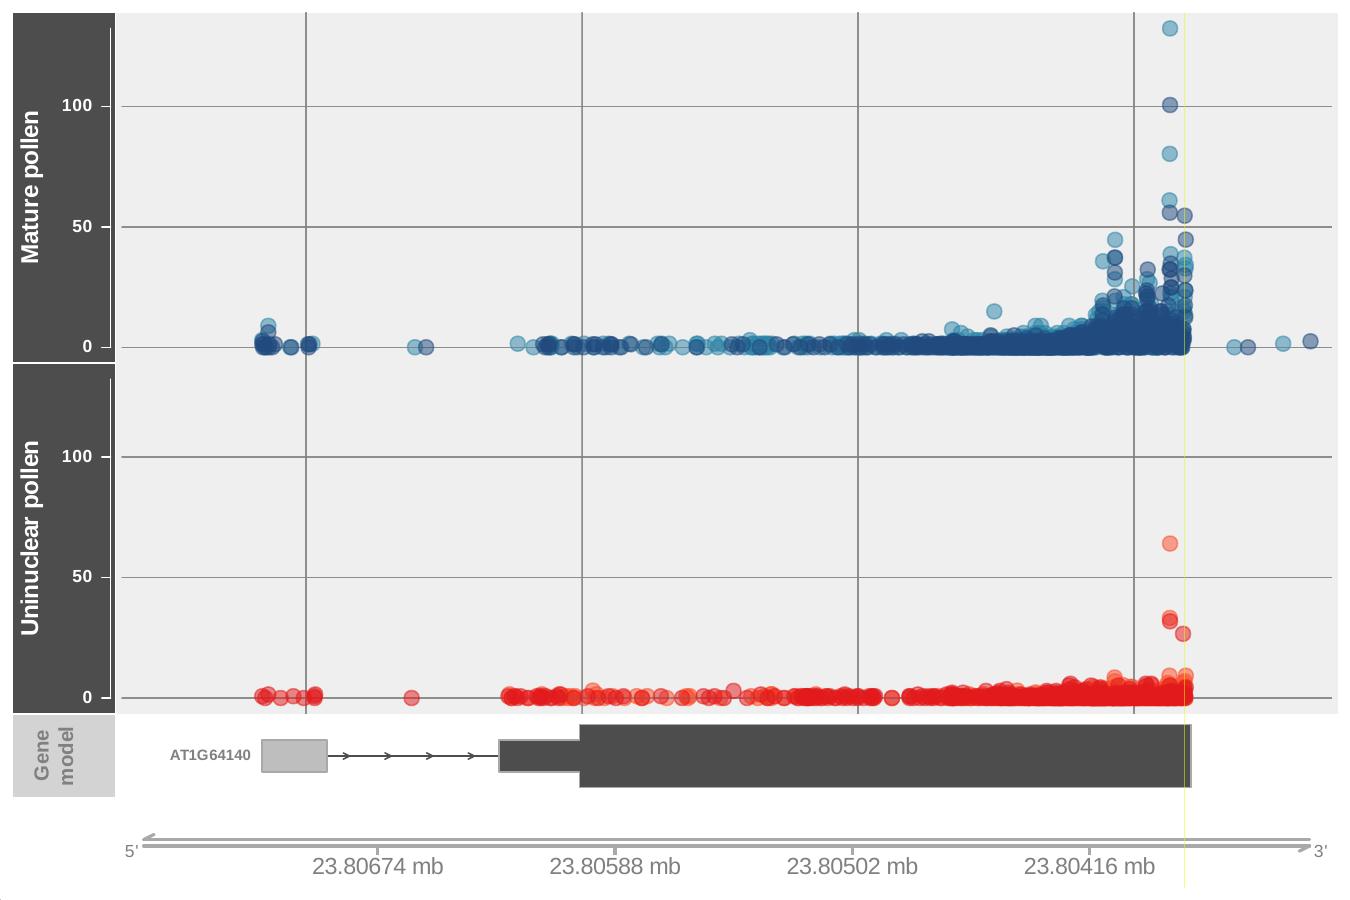 Mature pollen
100
50
0
Uninuclear pollen
100
50
0
Gene
model
AT1G64140
5'
3'
23.80674 mb
23.80588 mb
23.80502 mb
23.80416 mb